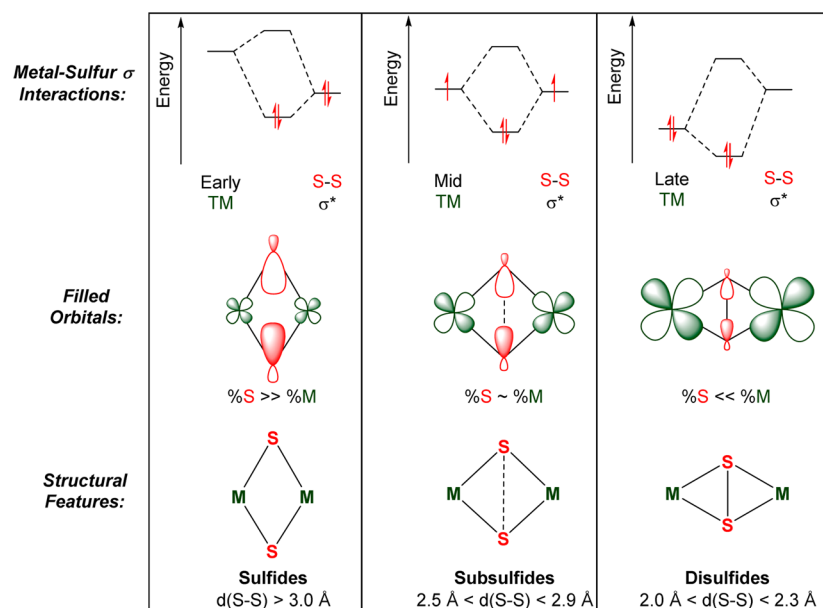 Metal-Sulfur σ
Interactions:
Energy
Energy
Energy
Early S-S
TM σ*
Mid S-S
TM σ*
Late S-S
TM σ*
Filled
Orbitals:
%S >> %M
%S ~ %M
%S << %M
Structural
Features:
S
M M
S
S
M M
S
S
M M
S
Sulfides
d(S-S) > 3.0 Å
Subsulfides
2.5 Å < d(S-S) < 2.9 Å
Disulfides
2.0 Å < d(S-S) < 2.3 Å